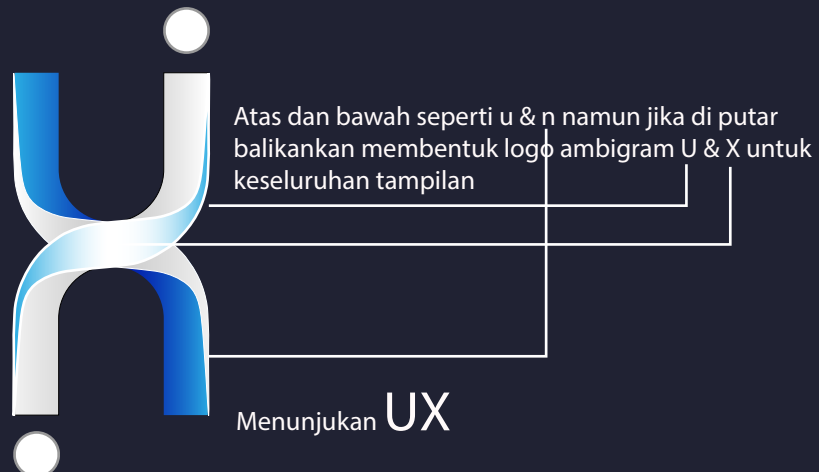 Atas dan bawah seperti u & n namun jika di putar
balikankan membentuk logo ambigram U & X untuk
keseluruhan tampilan
Menunjukan UX